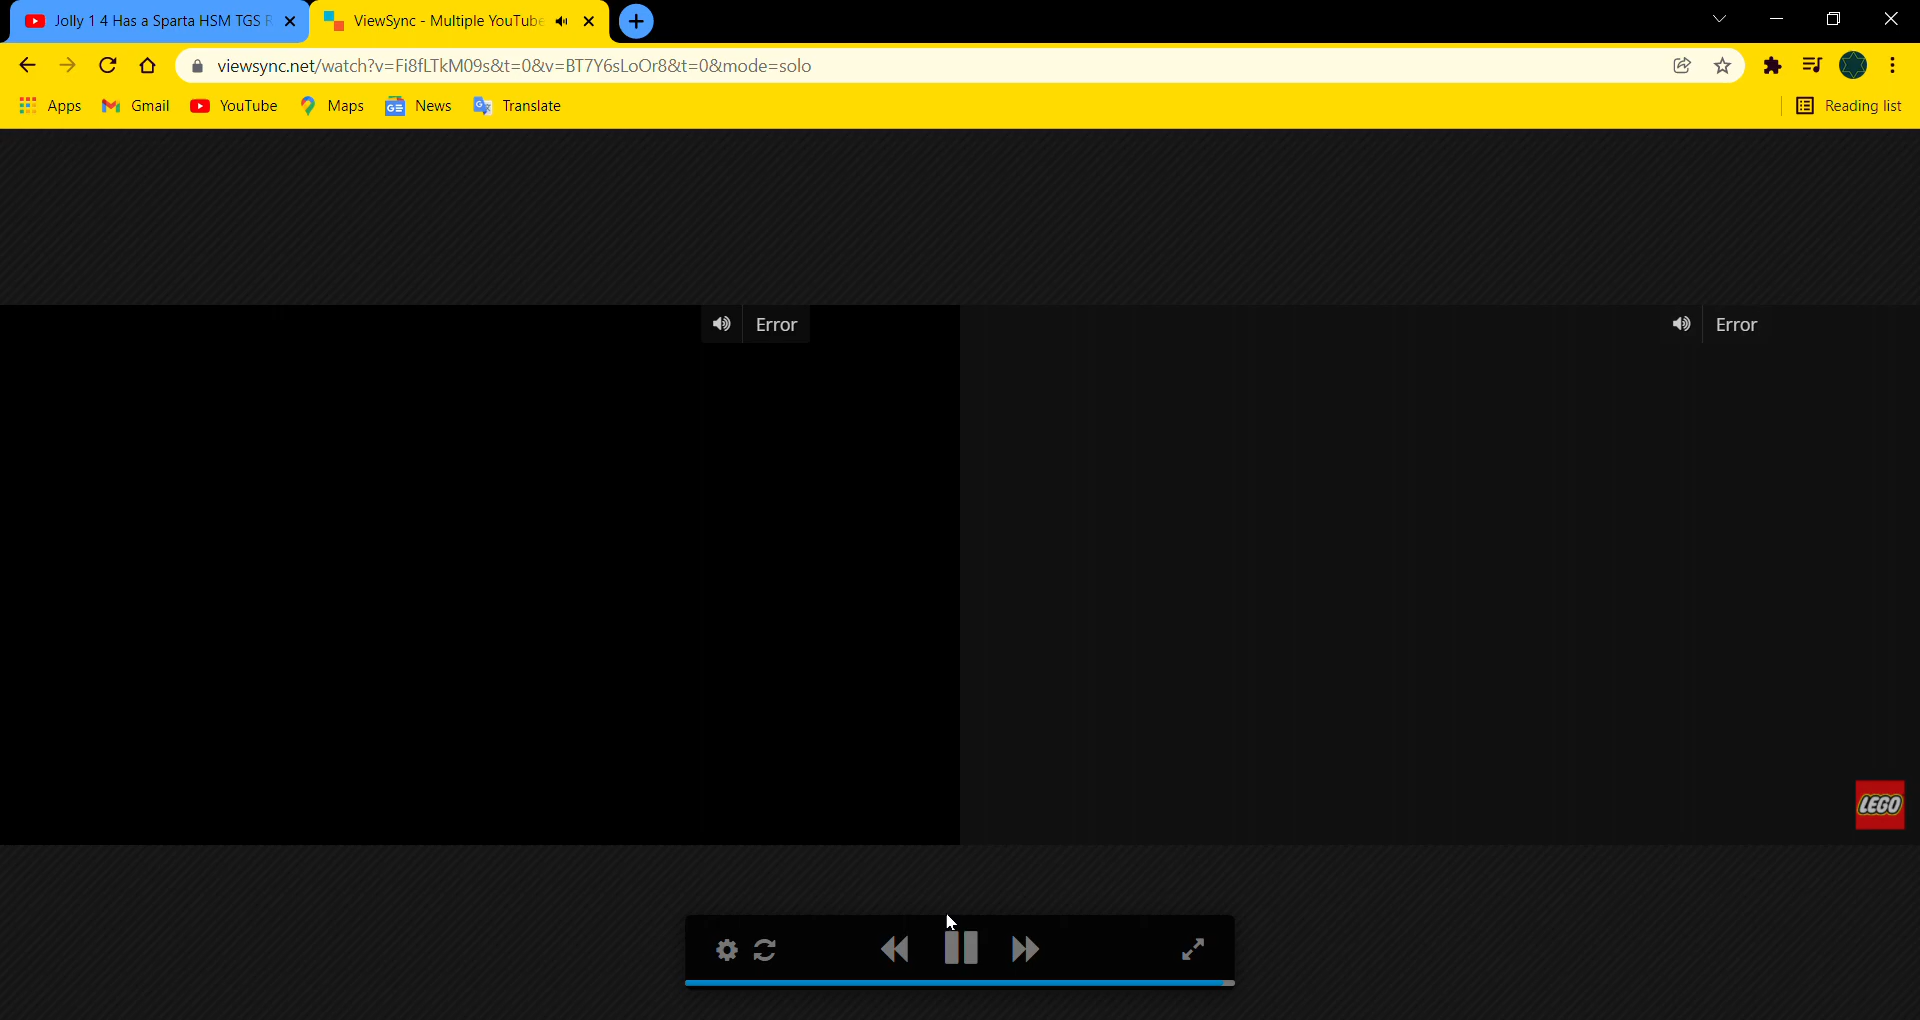 Jolly 1 4 Has a Sparta HSM TGS R
ViewSync - Multiple YouTube
viewsync.net/watch?v=Fi8fLTkM09s&t=0&v=BT7Y6sLoOr8&t=0&mode=solo
Apps Gmail YouTube Maps News Translate Reading list
Error Error
LEGO